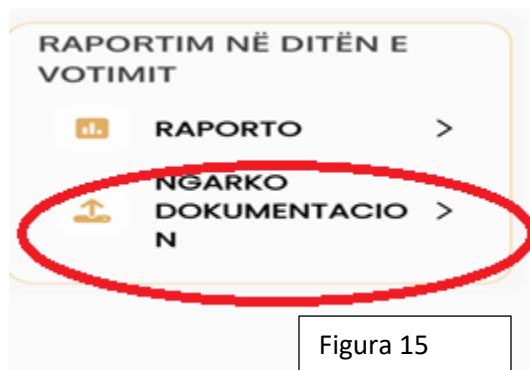 RAPORTIM NË DITËN E
VOTIMIT
RAPORTO >
NGARKO
DOKUMENTACIO >
N
Figura 15